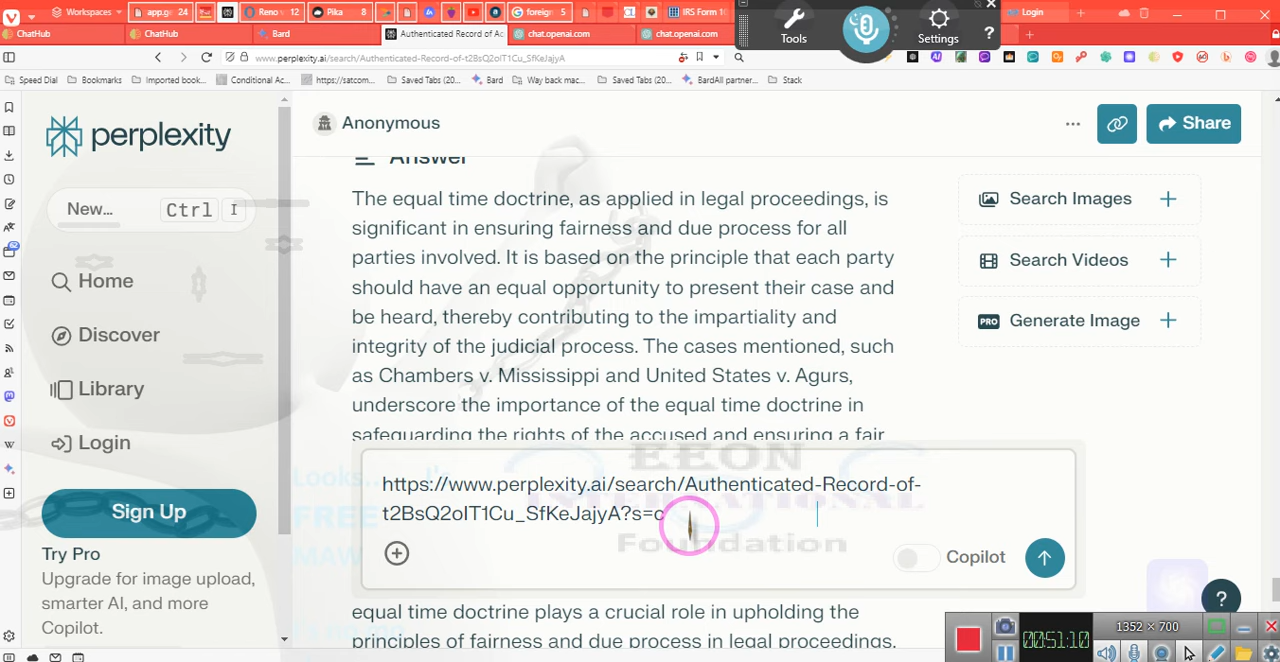 Workspaces
app.ge 24
Reno v 12
Pika 8
foreign 5
IRS Form 10
Login
ChatHub
ChatHub
Bard
Authenticated Record of Ac
chat.openai.com
chat.openai.com
Tools
Settings
?
www.perplexity.ai/search/Authenticated-Record-of-t2BsQ2oIT1Cu_SfKeJajyA
Speed Dial
Bookmarks
Imported book...
Conditional Ac...
https://satcom...
Saved Tabs (20...
Bard
Way back mac...
Saved Tabs (20...
BardAll partner...
Stack
perplexity
Anonymous
Share
New...
Ctrl I
Home
Discover
Library
Login
Sign Up
Try Pro
Upgrade for image upload,
smarter AI, and more
Copilot.
Answer
The equal time doctrine, as applied in legal proceedings, is
significant in ensuring fairness and due process for all
parties involved. It is based on the principle that each party
should have an equal opportunity to present their case and
be heard, thereby contributing to the impartiality and
integrity of the judicial process. The cases mentioned, such
as Chambers v. Mississippi and United States v. Agurs,
underscore the importance of the equal time doctrine in
safeguarding the rights of the accused and ensuring a fair
https://www.perplexity.ai/search/Authenticated-Record-of-
t2BsQ2oIT1Cu_SfKeJajyA?s=c
Copilot
equal time doctrine plays a crucial role in upholding the
principles of fairness and due process in legal proceedings.
Search Images
Search Videos
PRO Generate Image
?
EEON
INTERNATIONAL
Foundation
Looks
FREE
1352 × 700
00:51:10